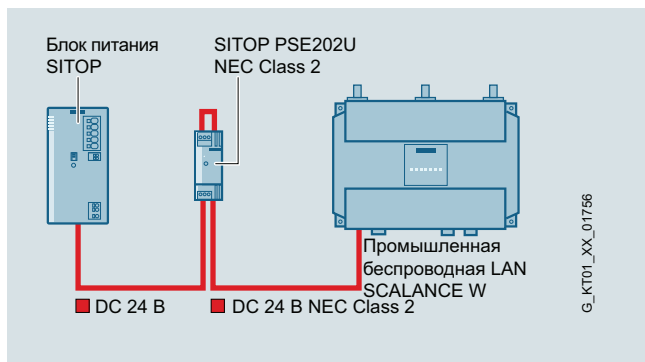 Блок питания
SITOP
SITOP PSE202U
NEC Class 2
Промышленная
беспроводная LAN
SCALANCE W
DC 24 В
DC 24 В NEC Class 2
G_KT01_XX_01756